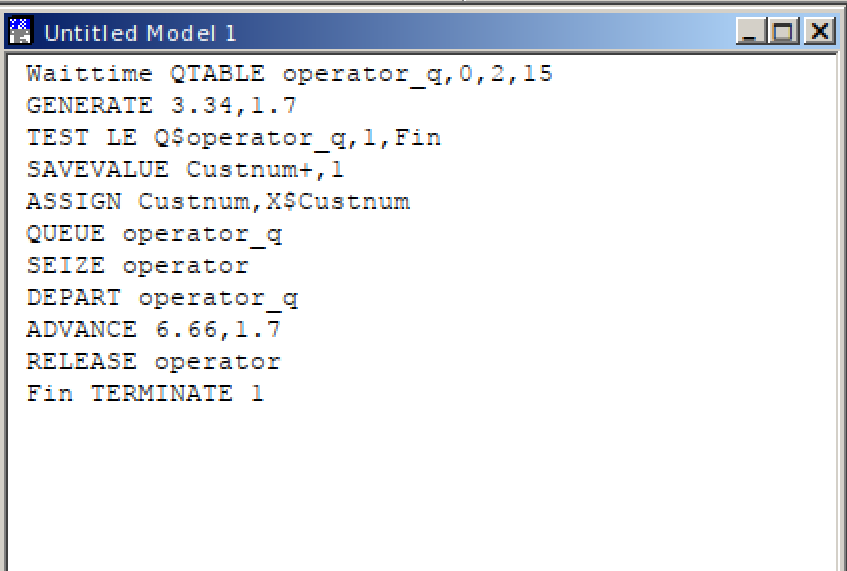 Untitled Model 1
Waittime QTABLE operator_q,0,2,15
GENERATE 3.34,1.7
TEST LE Q$operator_q,1,Fin
SAVEVALUE Custnum+,1
ASSIGN Custnum,X$Custnum
QUEUE operator_q
SEIZE operator
DEPART operator_q
ADVANCE 6.66,1.7
RELEASE operator
Fin TERMINATE 1